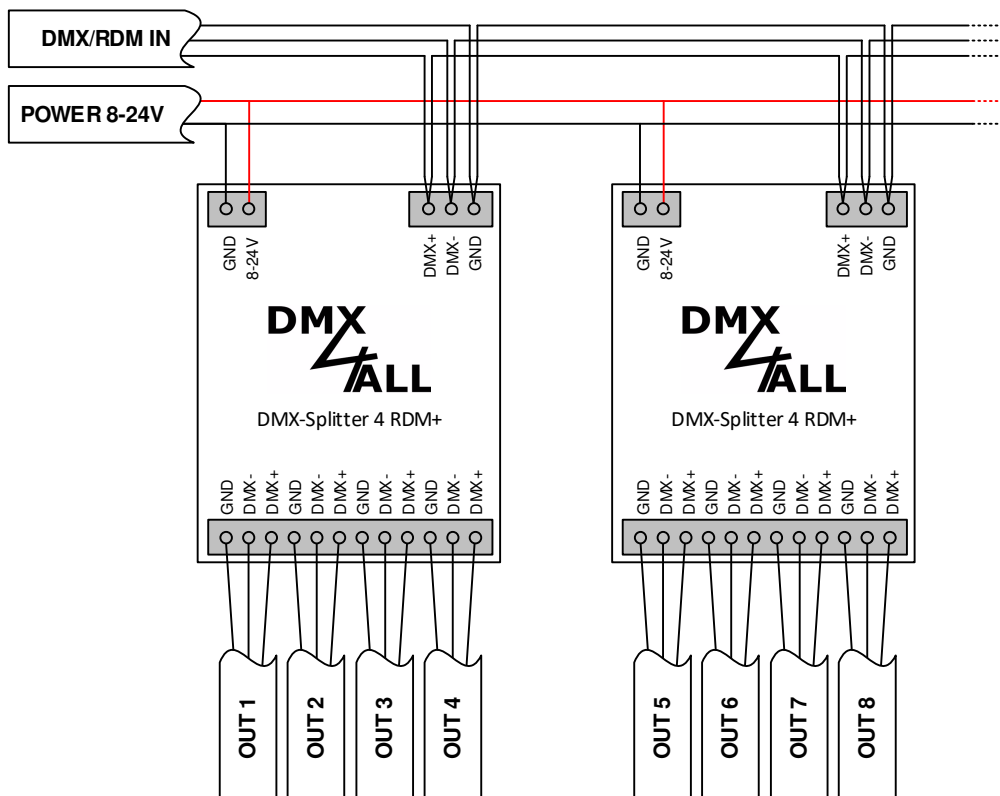 DMX/RDM IN
POWER 8-24V
GND
8-24V
DMX+
DMX-
GND
DMX
4
ALL
DMX-Splitter 4 RDM+
GND
DMX-
DMX+
GND
DMX-
DMX+
GND
DMX-
DMX+
GND
DMX-
DMX+
OUT 1
OUT 2
OUT 3
OUT 4
GND
8-24V
DMX+
DMX-
GND
DMX
4
ALL
DMX-Splitter 4 RDM+
GND
DMX-
DMX+
GND
DMX-
DMX+
GND
DMX-
DMX+
GND
DMX-
DMX+
OUT 5
OUT 6
OUT 7
OUT 8